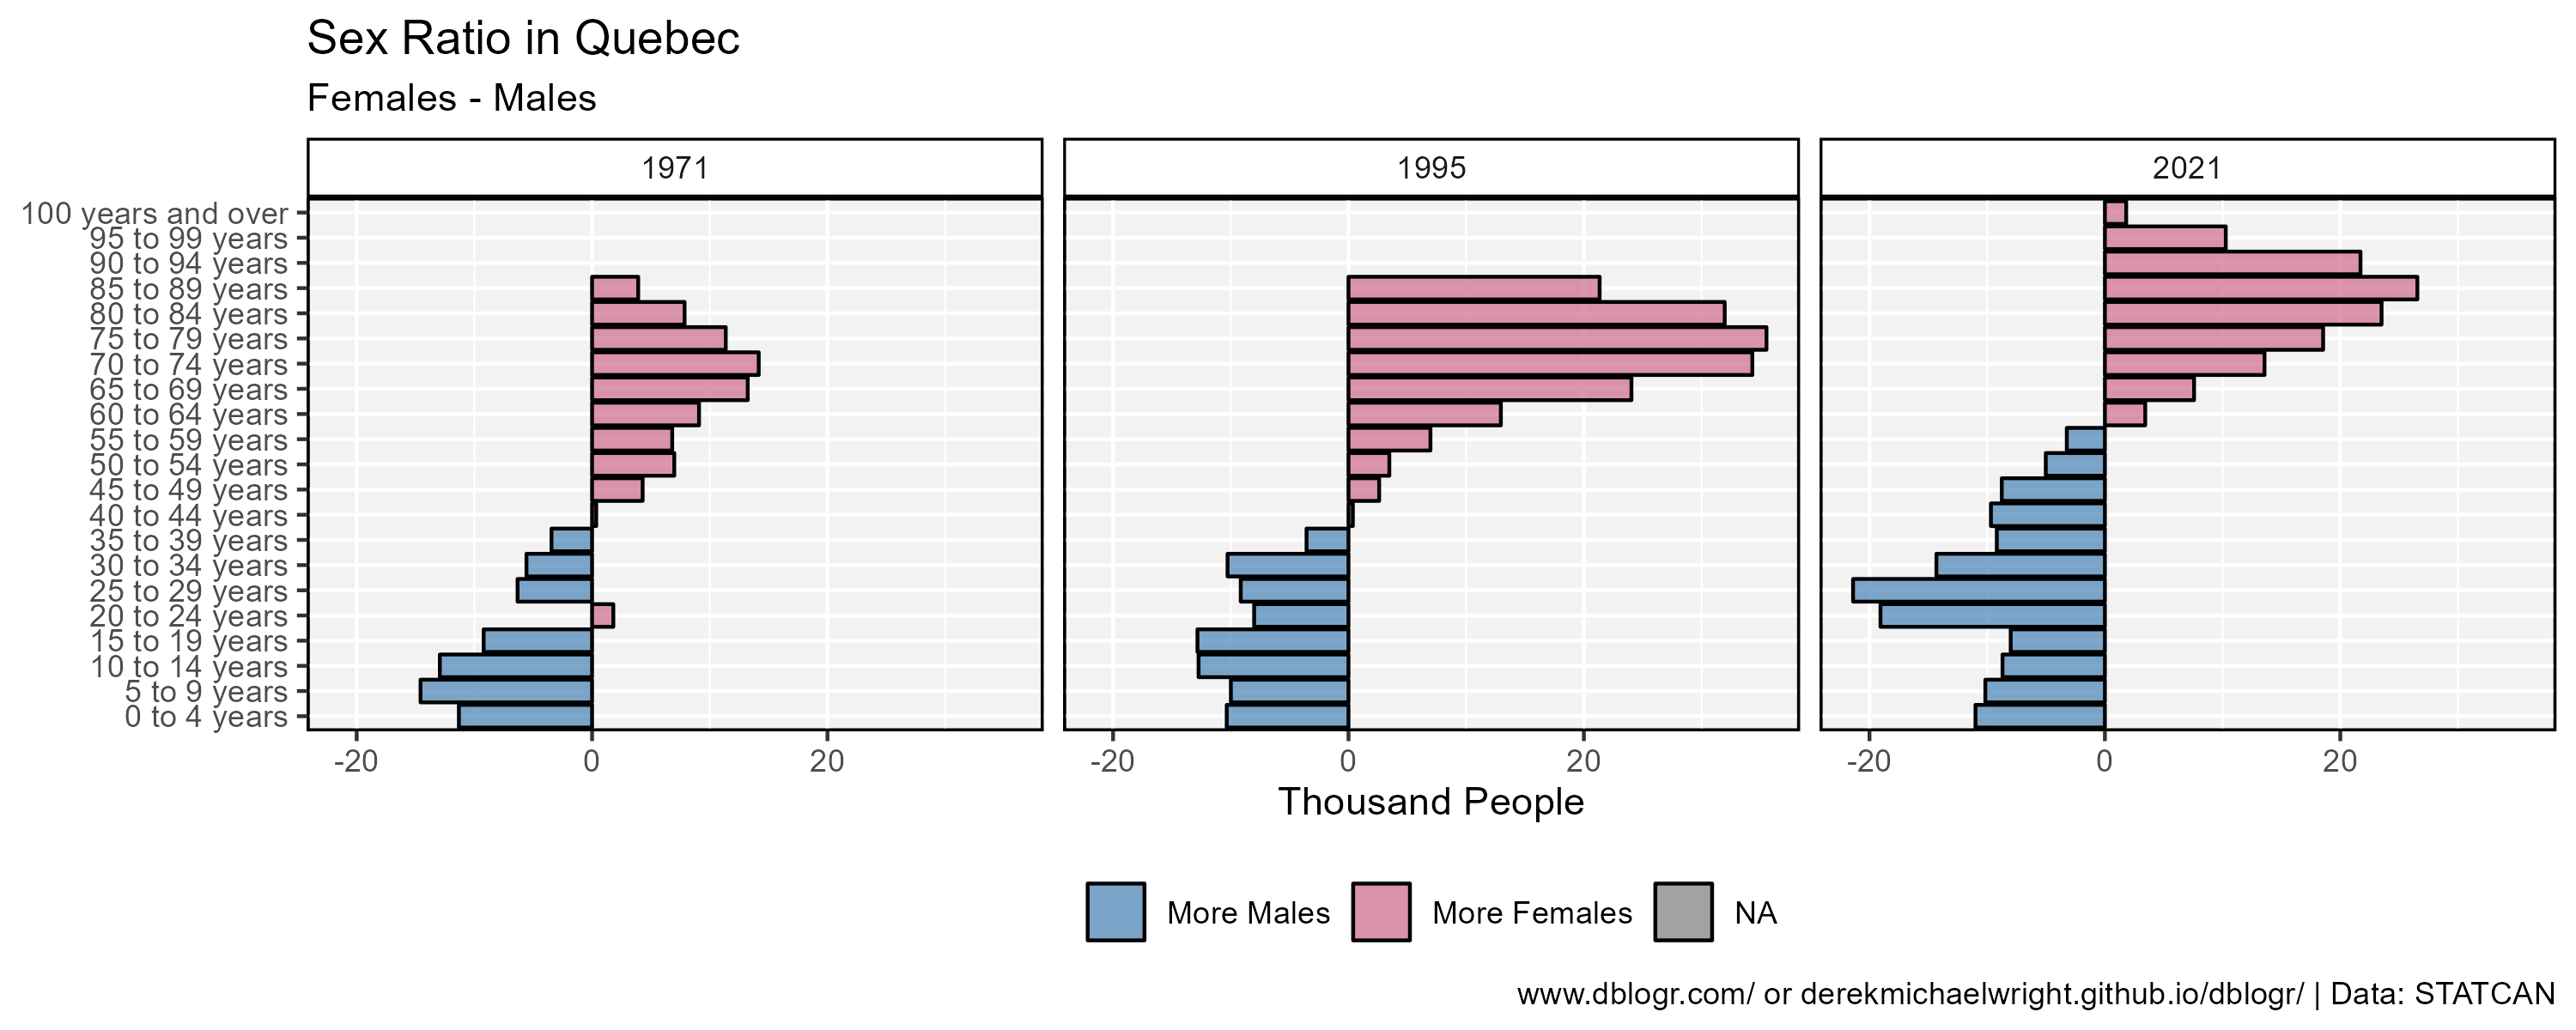 Sex Ratio in Quebec
Females - Males
1971 1995 2021
100 years and over
95 to 99 years
90 to 94 years
85 to 89 years
80 to 84 years
75 to 79 years
70 to 74 years
65 to 69 years
60 to 64 years
55 to 59 years
50 to 54 years
45 to 49 years
40 to 44 years
35 to 39 years
30 to 34 years
25 to 29 years
20 to 24 years
15 to 19 years
10 to 14 years
5 to 9 years
0 to 4 years
-20 0 20 -20 0 20 -20 0 20
Thousand People
More Males More Females NA
www.dblogr.com/ or derekmichaelwright.github.io/dblogr/ | Data: STATCAN